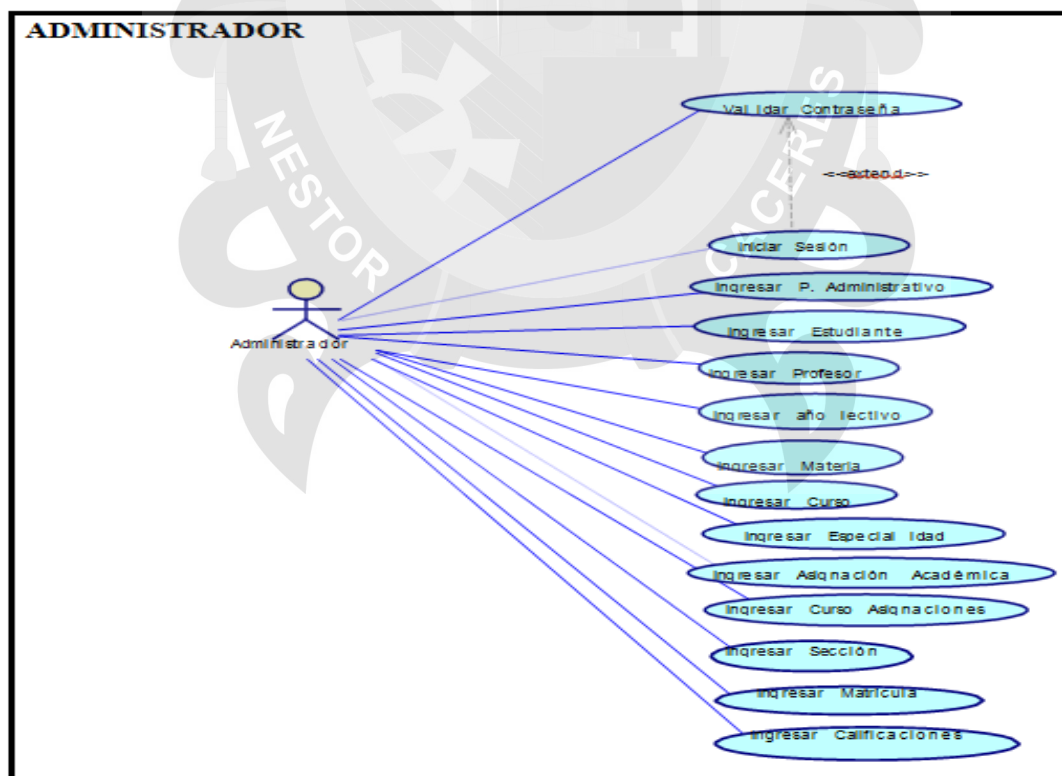 ADMINISTRADOR
Validar Contraseña
<<extend>>
Iniciar Sesión
Ingresar P. Administrativo
Administrador
Ingresar Estudiante
Ingresar Profesor
Ingresar año lectivo
Ingresar Materia
Ingresar Curso
Ingresar Especialidad
Ingresar Asignación Académica
Ingresar Curso Asignaciones
Ingresar Sección
Ingresar Matrícula
Ingresar Calificaciones
NESTOR
CACERES